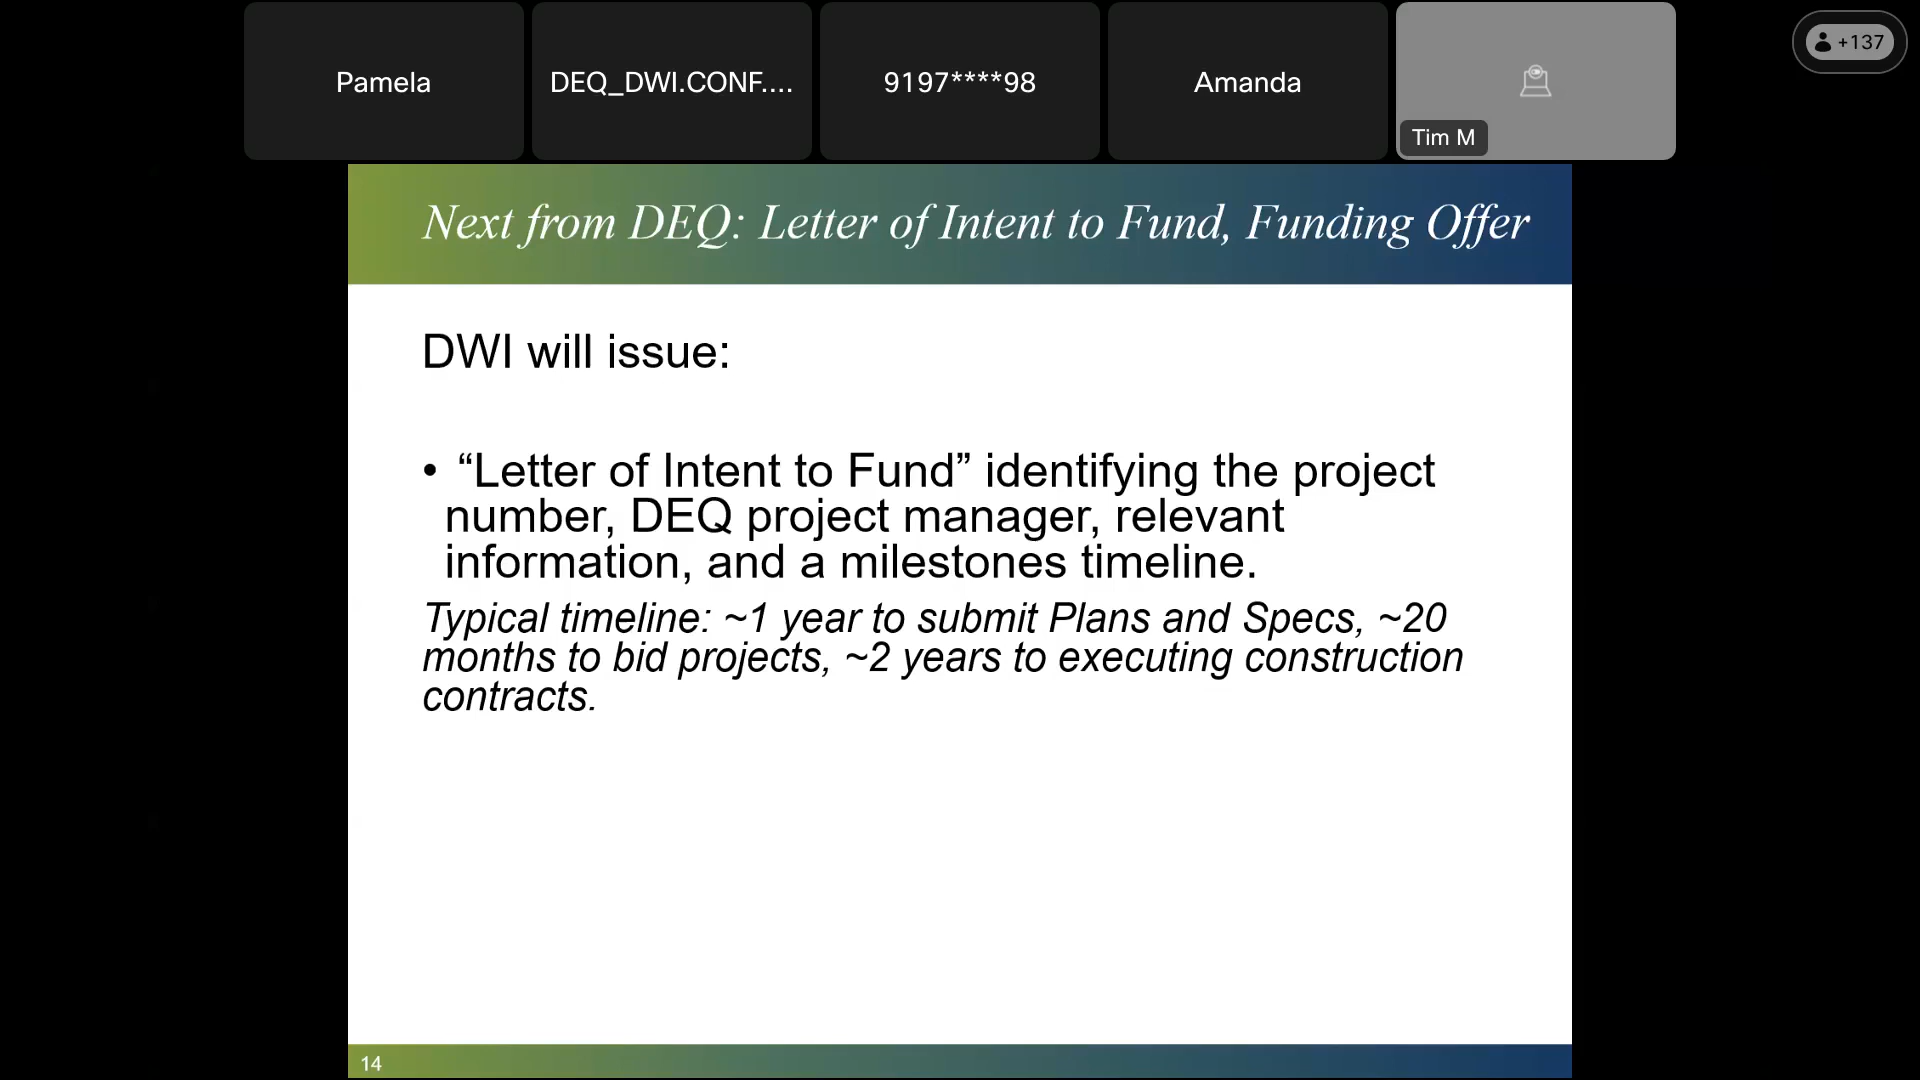 Pamela
DEQ_DWI.CONF....
9197****98
Amanda
Tim M
+137
Next from DEQ: Letter of Intent to Fund, Funding Offer
DWI will issue:
• “Letter of Intent to Fund” identifying the project
number, DEQ project manager, relevant
information, and a milestones timeline.
Typical timeline: ~1 year to submit Plans and Specs, ~20
months to bid projects, ~2 years to executing construction
contracts.
14